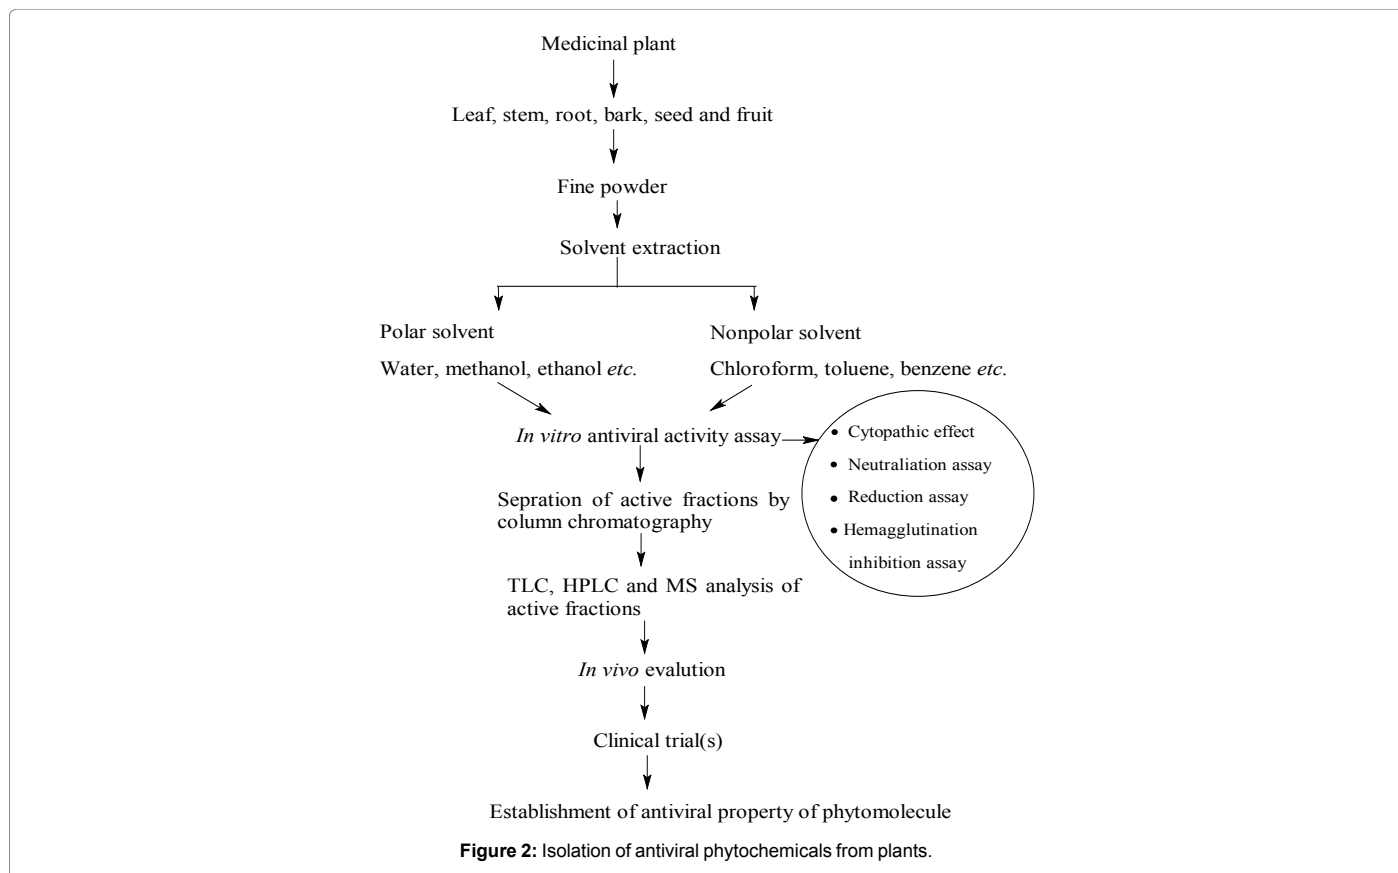 Medicinal plant
Leaf, stem, root, bark, seed and fruit
Fine powder
Solvent extraction
Polar solvent
Water, methanol, ethanol etc.
Nonpolar solvent
Chloroform, toluene, benzene etc.
In vitro antiviral activity assay
• Cytopathic effect
• Neutraliation assay
• Reduction assay
• Hemagglutination
inhibition assay
Sepration of active fractions by
column chromatography
TLC, HPLC and MS analysis of
active fractions
In vivo evalution
Clinical trial(s)
Establishment of antiviral property of phytomolecule
Figure 2: Isolation of antiviral phytochemicals from plants.